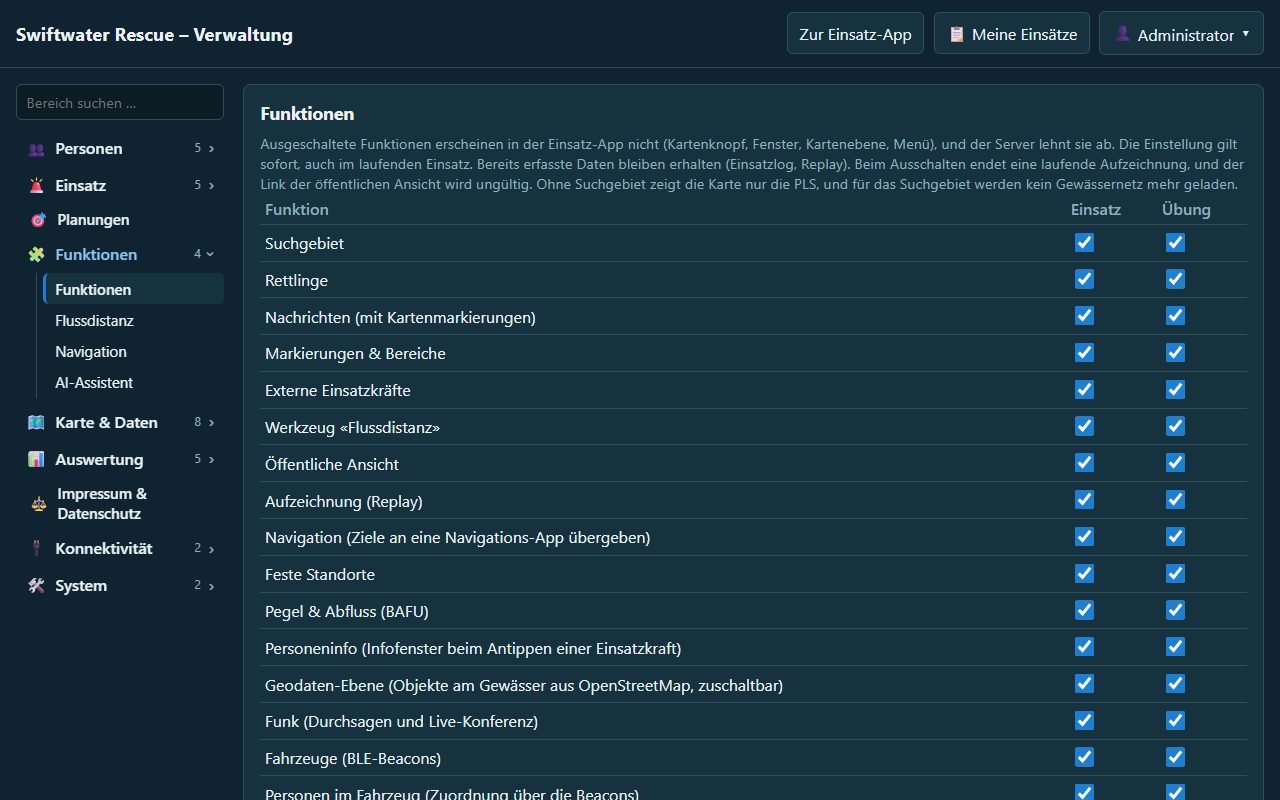 Swiftwater Rescue – Verwaltung
Zur Einsatz-App
Meine Einsätze
Administrator
Bereich suchen ...
Personen 5
Einsatz 5
Planungen
Funktionen 4
Funktionen
Flussdistanz
Navigation
AI-Assistent
Karte & Daten 8
Auswertung 5
Impressum &
Datenschutz
Konnektivität 2
System 2
Funktionen
Ausgeschaltete Funktionen erscheinen in der Einsatz-App nicht (Kartenknopf, Fenster, Kartenebene, Menü), und der Server lehnt sie ab. Die Einstellung gilt
sofort, auch im laufenden Einsatz. Bereits erfasste Daten bleiben erhalten (Einsatzlog, Replay). Beim Ausschalten endet eine laufende Aufzeichnung, und der
Link der öffentlichen Ansicht wird ungültig. Ohne Suchgebiet zeigt die Karte nur die PLS, und für das Suchgebiet werden kein Gewässernetz mehr geladen.
Funktion Einsatz Übung
Suchgebiet
Rettlinge
Nachrichten (mit Kartenmarkierungen)
Markierungen & Bereiche
Externe Einsatzkräfte
Werkzeug «Flussdistanz»
Öffentliche Ansicht
Aufzeichnung (Replay)
Navigation (Ziele an eine Navigations-App übergeben)
Feste Standorte
Pegel & Abfluss (BAFU)
Personeninfo (Infofenster beim Antippen einer Einsatzkraft)
Geodaten-Ebene (Objekte am Gewässer aus OpenStreetMap, zuschaltbar)
Funk (Durchsagen und Live-Konferenz)
Fahrzeuge (BLE-Beacons)
Personen im Fahrzeug (Zuordnung über die Beacons)